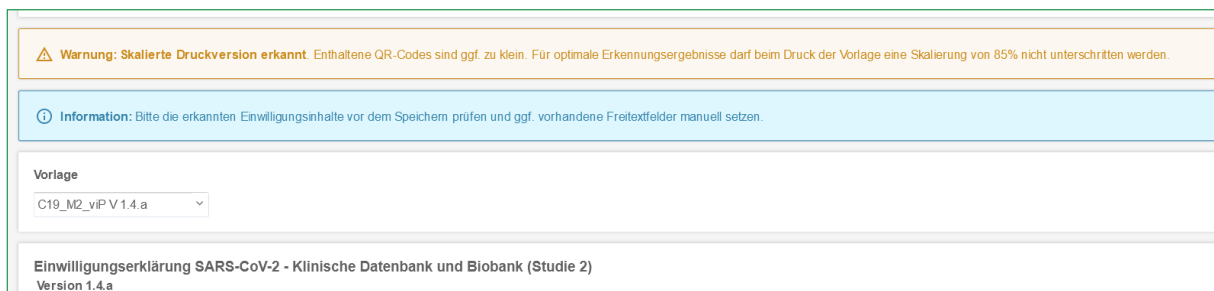 Warnung: Skalierte Druckversion erkannt. Enthaltene QR-Codes sind ggf. zu klein. Für optimale Erkennungsergebnisse darf beim Druck der Vorlage eine Skalierung von 85% nicht unterschritten werden.
Information: Bitte die erkannten Einwilligungsinhalte vor dem Speichern prüfen und ggf. vorhandene Freitextfelder manuell setzen.
Vorlage
C19_M2_viP V 1.4.a
Einwilligungserklärung SARS-CoV-2 - Klinische Datenbank und Biobank (Studie 2)
Version 1.4.a